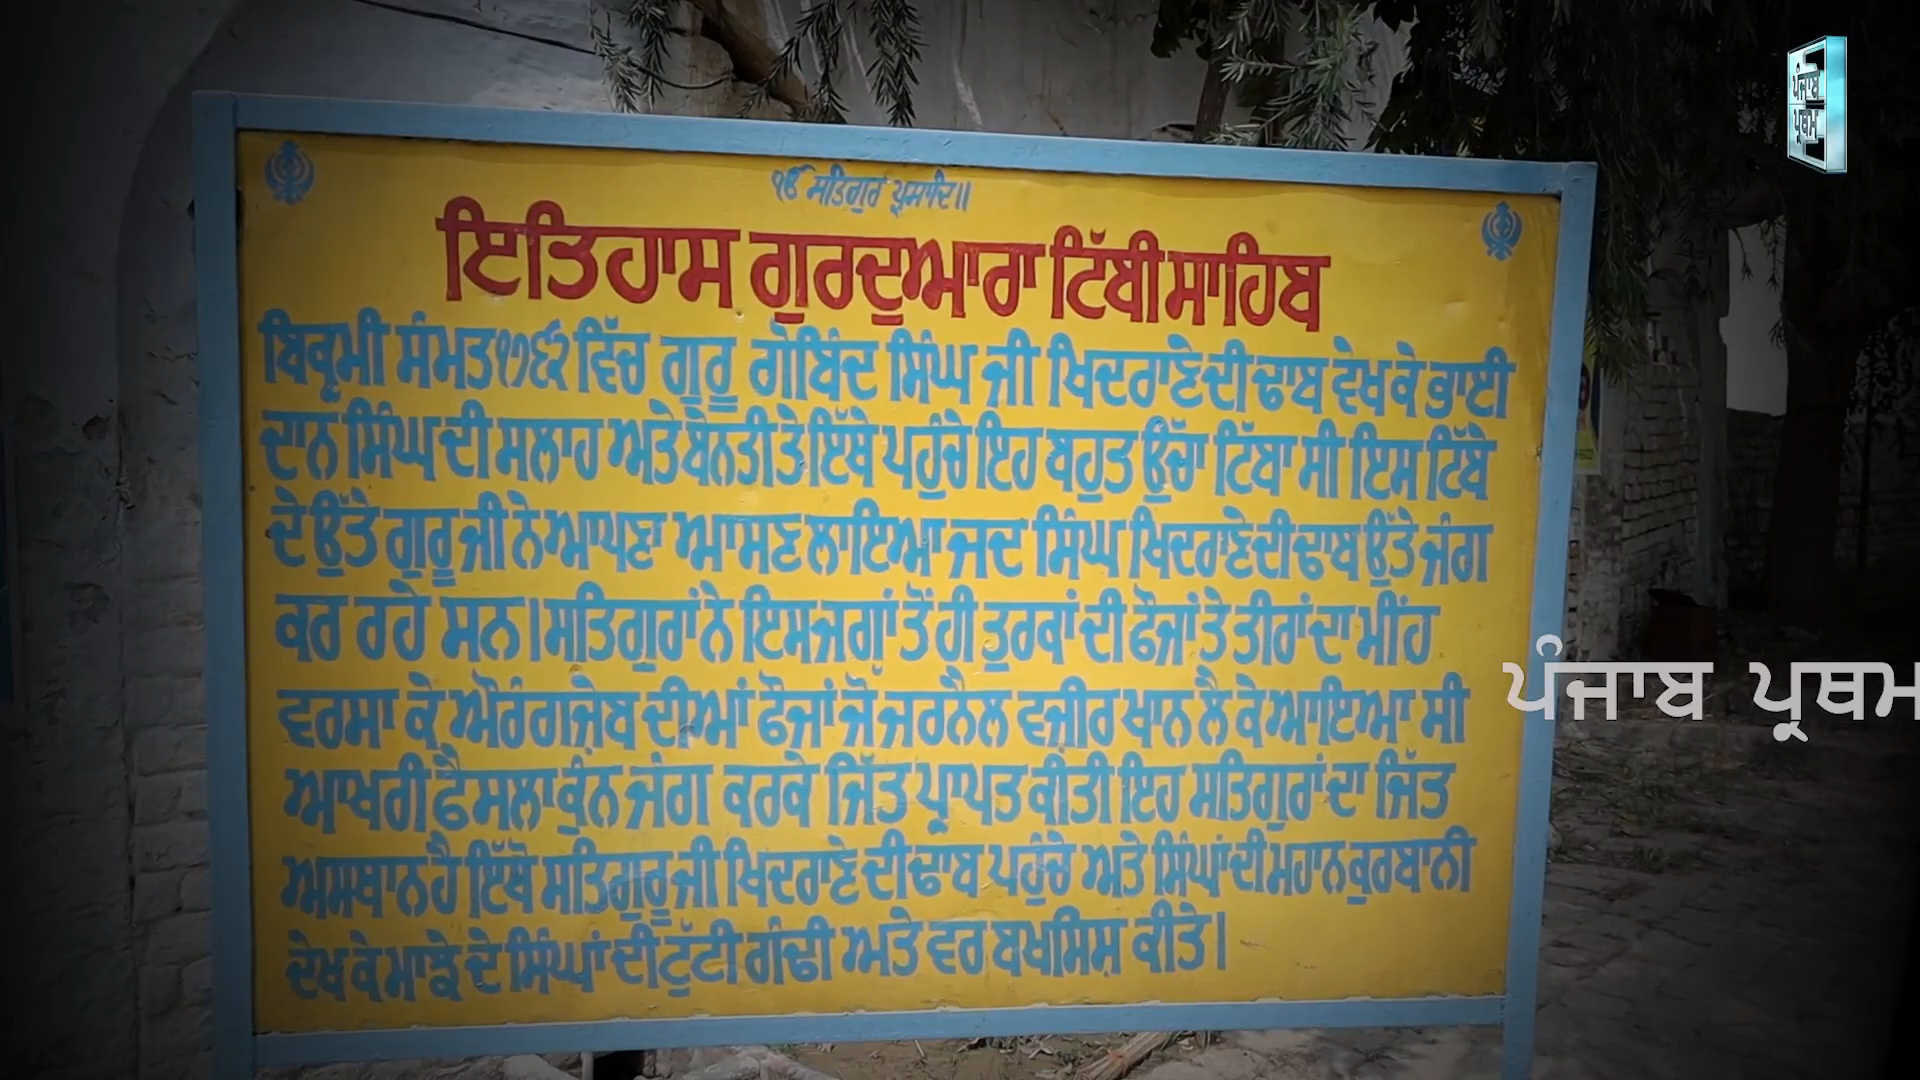 ੴ ਸਤਿਗੁਰ ਪ੍ਰਸਾਦਿ॥
ਇਤਿਹਾਸ ਗੁਰਦੁਆਰਾ ਟਿੱਬੀ ਸਾਹਿਬ
ਬਿਕ੍ਰਮੀ ਸੰਮਤ ੧੭੬੨ ਵਿੱਚ ਗੁਰੂ ਗੋਬਿੰਦ ਸਿੰਘ ਜੀ ਖਿਦਰਾਣੇ ਦੀ ਢਾਬ ਵੇਖ ਕੇ ਭਾਈ
ਦਾਨ ਸਿੰਘ ਦੀ ਸਲਾਹ ਅਤੇ ਬੇਨਤੀ ਤੇ ਇੱਥੇ ਪਹੁੰਚੇ ਇਹ ਬਹੁਤ ਉੱਚਾ ਟਿੱਬਾ ਸੀ ਇਸ ਟਿੱਬੇ
ਦੇ ਉੱਤੇ ਗੁਰੂ ਜੀ ਨੇ ਆਪਣਾ ਆਸਣ ਲਾਇਆ ਜਦ ਸਿੰਘ ਖਿਦਰਾਣੇ ਦੀ ਢਾਬ ਉੱਤੇ ਜੰਗ
ਕਰ ਰਹੇ ਸਨ। ਸਤਿਗੁਰਾਂ ਨੇ ਇਸ ਜਗ੍ਹਾਂ ਤੋਂ ਹੀ ਤੁਰਕਾਂ ਦੀ ਫੌਜਾਂ ਤੇ ਤੀਰਾਂ ਦਾ ਮੀਂਹ
ਵਰਸਾ ਕੇ ਔਰੰਗਜ਼ੇਬ ਦੀਆਂ ਫੌਜਾਂ ਜੋ ਜਰਨੈਲ ਵਜ਼ੀਰ ਖਾਨ ਲੈ ਕੇ ਆਇਆ ਸੀ
ਆਖਰੀ ਫੈਸਲਾਕੁੰਨ ਜੰਗ ਕਰਕੇ ਜਿੱਤ ਪ੍ਰਾਪਤ ਕੀਤੀ ਇਹ ਸਤਿਗੁਰਾਂ ਦਾ ਜਿੱਤ
ਅਸਥਾਨ ਹੈ ਇੱਥੋ ਸਤਿਗੁਰੂ ਜੀ ਖਿਦਰਾਣੇ ਦੀ ਢਾਬ ਪਹੁੰਚੇ ਅਤੇ ਸਿੰਘਾਂ ਦੀ ਮਹਾਨ ਕੁਰਬਾਨੀ
ਦੇਖ ਕੇ ਮਾਝੇ ਦੇ ਸਿੰਘਾਂ ਦੀ ਟੁੱਟੀ ਗੰਢੀ ਅਤੇ ਵਰ ਬਖਸਿਸ਼ ਕੀਤੇ।
ਪੰਜਾਬ ਪ੍ਰਥਮ
ਪੰਜਾਬ
ਪ੍ਰਥਮ